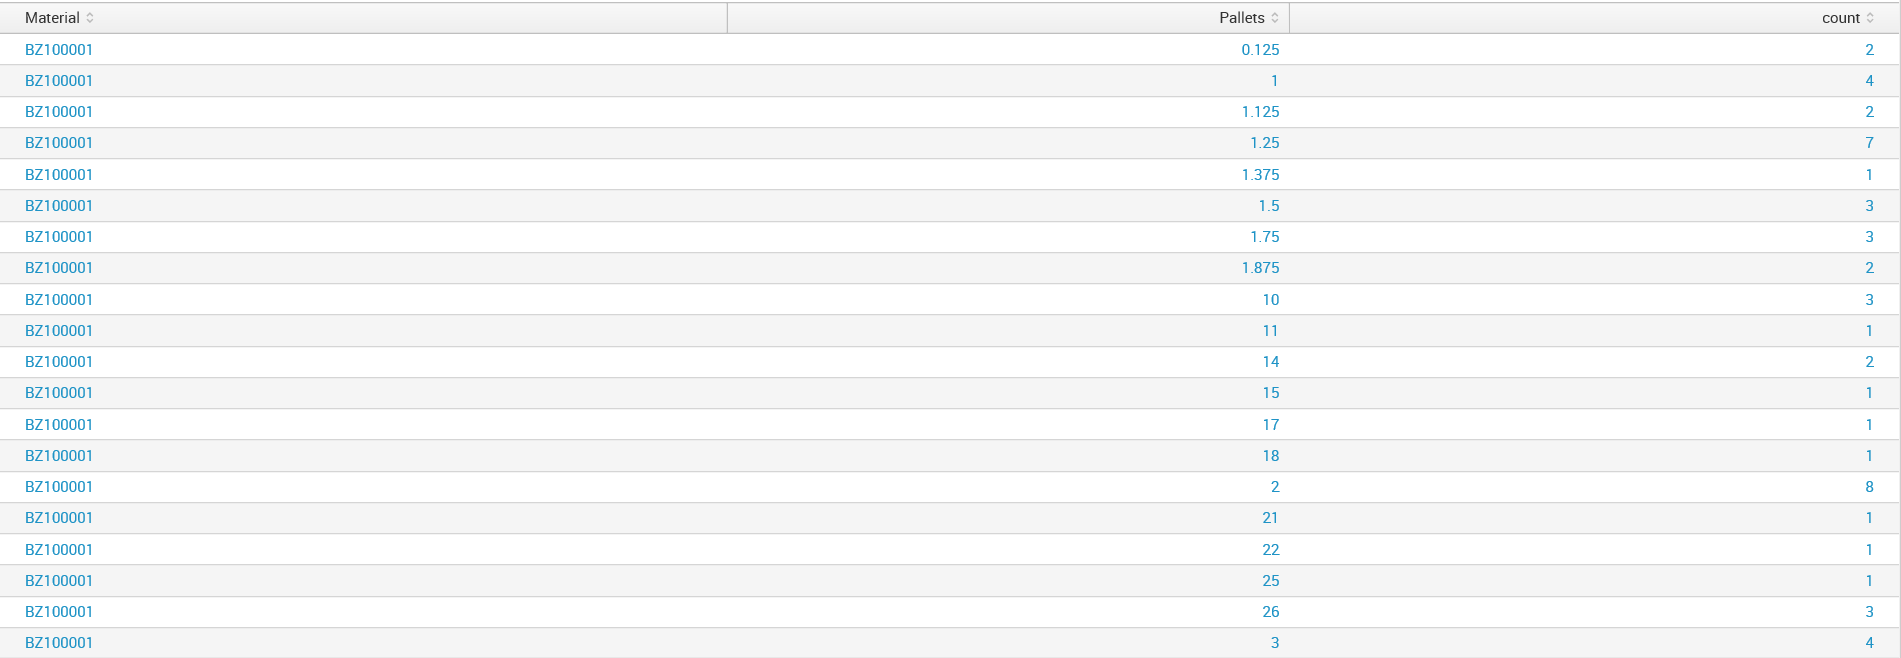 Material Pallets count
BZ100001 0.125 2
BZ100001 1 4
BZ100001 1.125 2
BZ100001 1.25 7
BZ100001 1.375 1
BZ100001 1.5 3
BZ100001 1.75 3
BZ100001 1.875 2
BZ100001 10 3
BZ100001 11 1
BZ100001 14 2
BZ100001 15 1
BZ100001 17 1
BZ100001 18 1
BZ100001 2 8
BZ100001 21 1
BZ100001 22 1
BZ100001 25 1
BZ100001 26 3
BZ100001 3 4